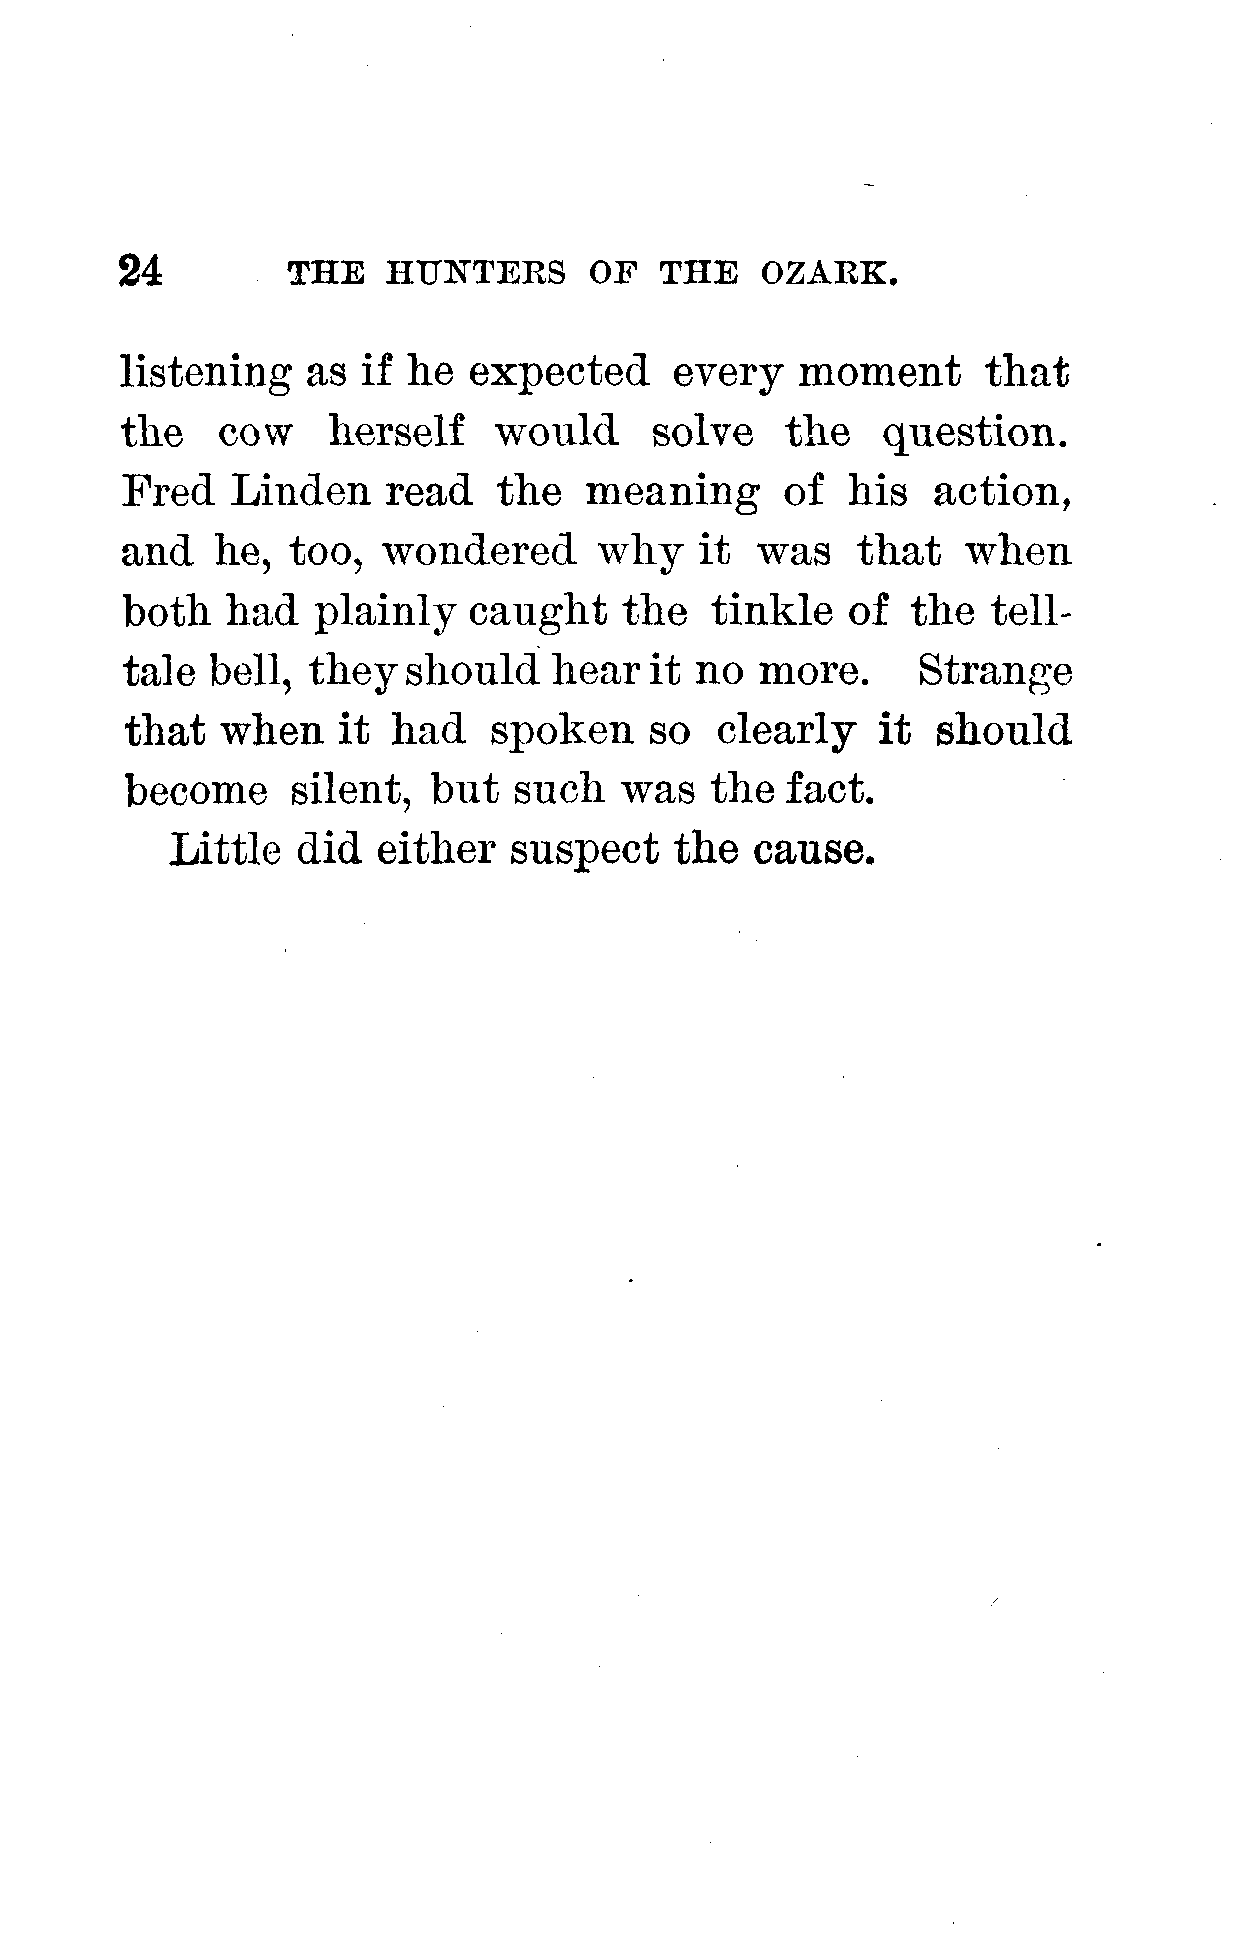 24 THE HUNTERS OF THE OZARK.
listening as if he expected every moment that
the cow herself would solve the question.
Fred Linden read the meaning of his action,
and he, too, wondered why it was that when
both had plainly caught the tinkle of the tell-
tale bell, they should hear it no more. Strange
that when it had spoken so clearly it should
become silent, but such was the fact.
Little did either suspect the cause.